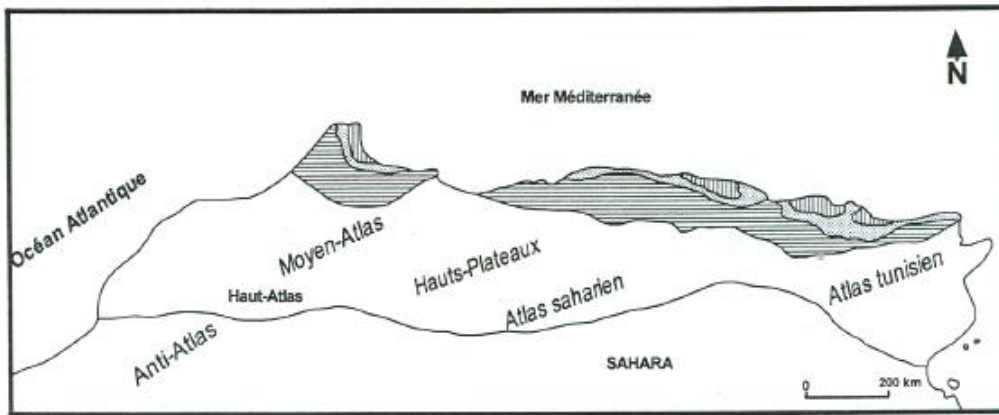 N
Mer Méditerranée
Océan Atlantique
Moyen-Atlas
Hauts-Plateaux
Atlas tunisien
Haut-Atlas
Atlas saharien
Anti-Atlas
SAHARA
0 200 km